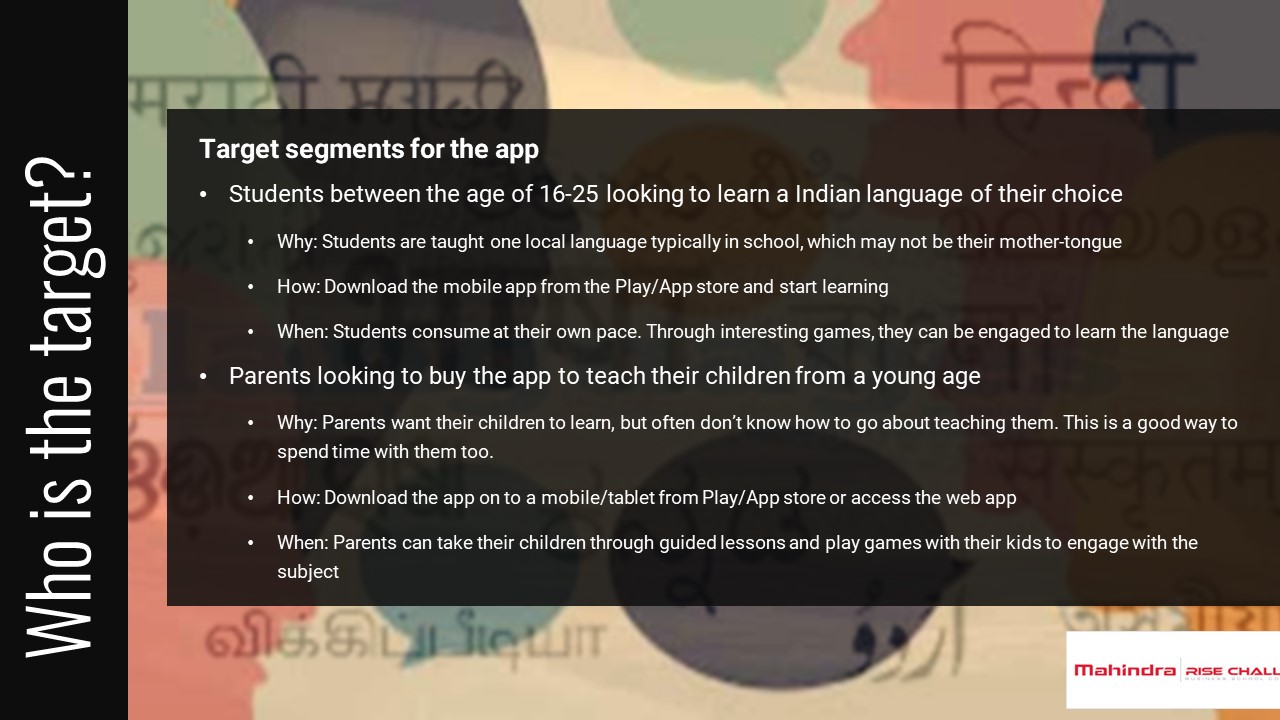 Who is the target?
मराठी मराठी
हिन्दी
Target segments for the app
• Students between the age of 16-25 looking to learn a Indian language of their choice
• Why: Students are taught one local language typically in school, which may not be their mother-tongue
• How: Download the mobile app from the Play/App store and start learning
• When: Students consume at their own pace. Through interesting games, they can be engaged to learn the language
• Parents looking to buy the app to teach their children from a young age
• Why: Parents want their children to learn, but often don’t know how to go about teaching them. This is a good way to
spend time with them too.
• How: Download the app on to a mobile/tablet from Play/App store or access the web app
• When: Parents can take their children through guided lessons and play games with their kids to engage with the
subject
संस्कृतम
விக்கிப்பீடியா
اردو
Mahindra RISE CHALL